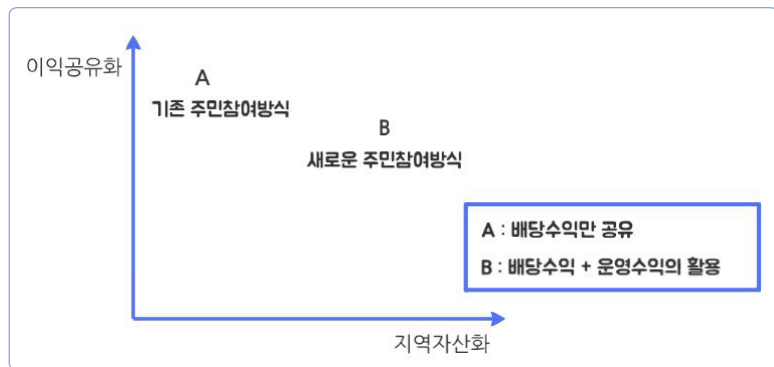 이익공유화
A
기존 주민참여방식
B
새로운 주민참여방식
A : 배당수익만 공유
B : 배당수익 + 운영수익의 활용
지역자산화